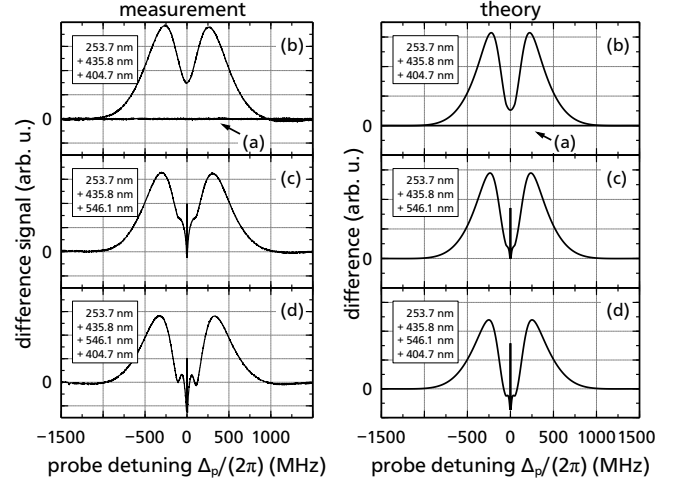 measurement
theory
difference signal (arb. u.)
253.7 nm
+ 435.8 nm
+ 404.7 nm
(b)
0
(a)
253.7 nm
+ 435.8 nm
+ 546.1 nm
(c)
0
253.7 nm
+ 435.8 nm
+ 546.1 nm
+ 404.7 nm
(d)
0
−1500 −500 0 500 1000
probe detuning Δp/(2π) (MHz)
difference (arb. u.)
253.7 nm
+ 435.8 nm
+ 404.7 nm
(b)
0
(a)
253.7 nm
+ 435.8 nm
+ 546.1 nm
(c)
0
253.7 nm
+ 435.8 nm
+ 546.1 nm
+ 404.7 nm
(d)
0
−1000 −500 0 500 10001500
probe detuning Δp/(2π) (MHz)